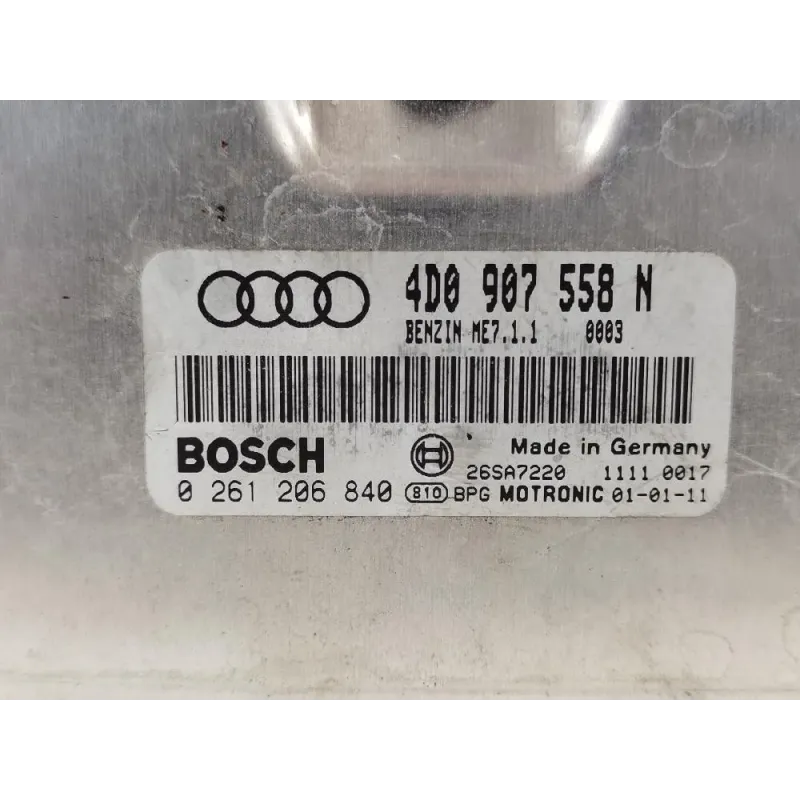 4D0 907 558 N
BENZIN ME7.1.1 0003
BOSCH
Made in Germany
26SA7220 1111 0017
0 261 206 840 810 BPG MOTRONIC 01-01-11